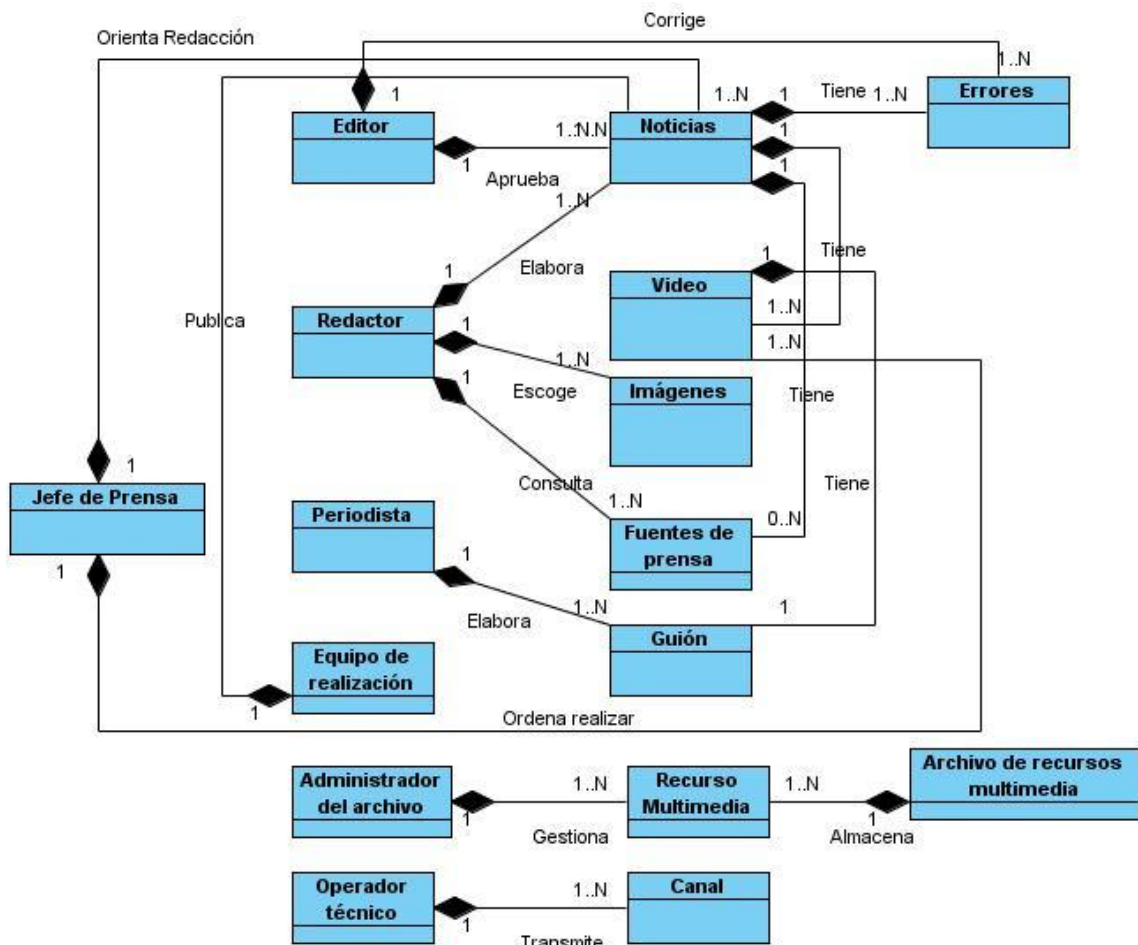 Corrige
Orienta Redacción
1..N
1
1..N
1
Tiene
1..N
Errores
Editor
Noticias
1..N.N
1
1
1
Aprueba
1..N
Elabora
1
1
Tiene
Video
Publica
Redactor
1
1..N
1..N
1..N
1
Escoge
Imágenes
Tiene
1
Consulta
1..N
Tiene
Jefe de Prensa
Periodista
0..N
Fuentes de
prensa
1
1
1..N
1
Elabora
Guión
Equipo de
realización
1
Ordena realizar
Administrador
del archivo
1..N
Recurso
Multimedia
1..N
Archivo de recursos
multimedia
1
1
Gestiona
Almacena
Operador
técnico
1..N
Canal
1
Transmite